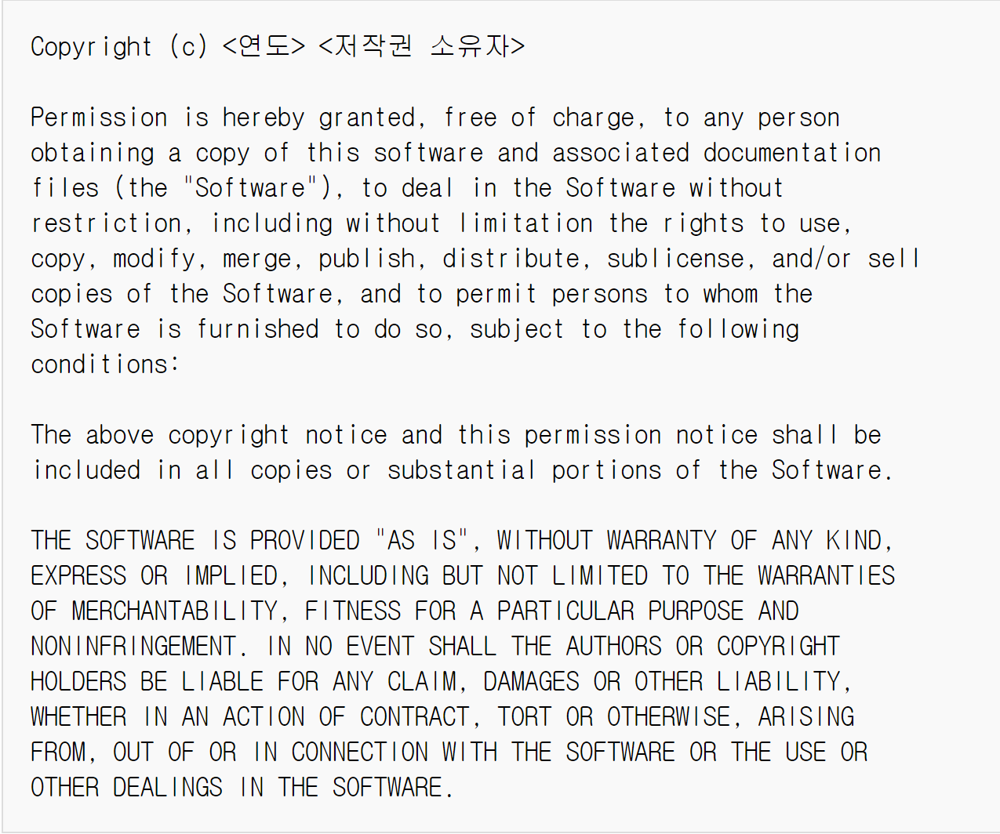 Copyright (c) <연도> <저작권 소유자>
Permission is hereby granted, free of charge, to any person
obtaining a copy of this software and associated documentation
files (the "Software"), to deal in the Software without
restriction, including without limitation the rights to use,
copy, modify, merge, publish, distribute, sublicense, and/or sell
copies of the Software, and to permit persons to whom the
Software is furnished to do so, subject to the following
conditions:
The above copyright notice and this permission notice shall be
included in all copies or substantial portions of the Software.
THE SOFTWARE IS PROVIDED "AS IS", WITHOUT WARRANTY OF ANY KIND,
EXPRESS OR IMPLIED, INCLUDING BUT NOT LIMITED TO THE WARRANTIES
OF MERCHANTABILITY, FITNESS FOR A PARTICULAR PURPOSE AND
NONINFRINGEMENT. IN NO EVENT SHALL THE AUTHORS OR COPYRIGHT
HOLDERS BE LIABLE FOR ANY CLAIM, DAMAGES OR OTHER LIABILITY,
WHETHER IN AN ACTION OF CONTRACT, TORT OR OTHERWISE, ARISING
FROM, OUT OF OR IN CONNECTION WITH THE SOFTWARE OR THE USE OR
OTHER DEALINGS IN THE SOFTWARE.